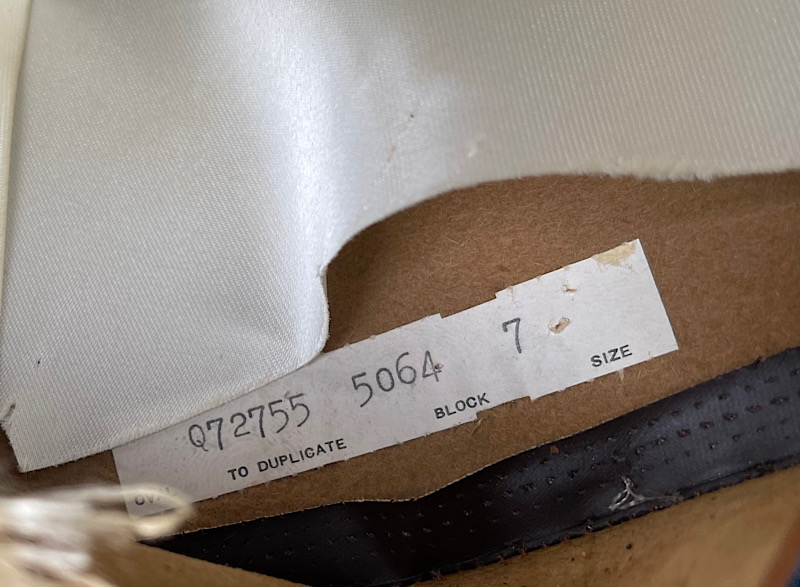 Q72755 5064 7
TO DUPLICATE BLOCK SIZE